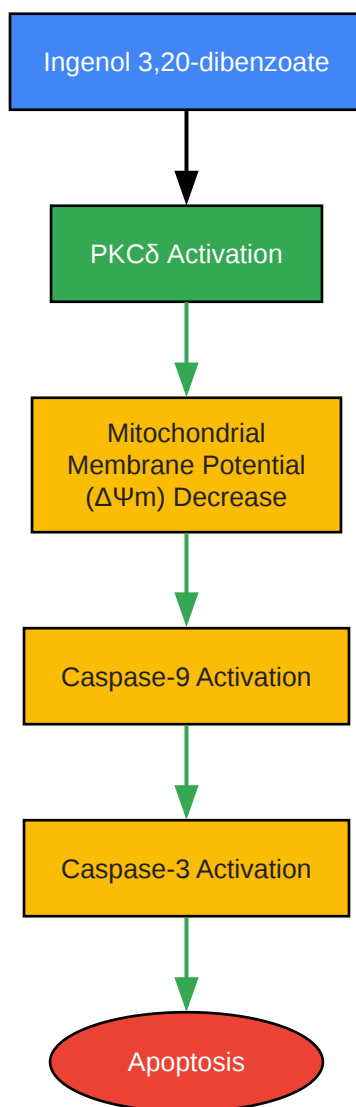 Ingenol 3,20-dibenzoate
PKCδ Activation
Mitochondrial
Membrane Potential
(ΔΨm) Decrease
Caspase-9 Activation
Caspase-3 Activation
Apoptosis